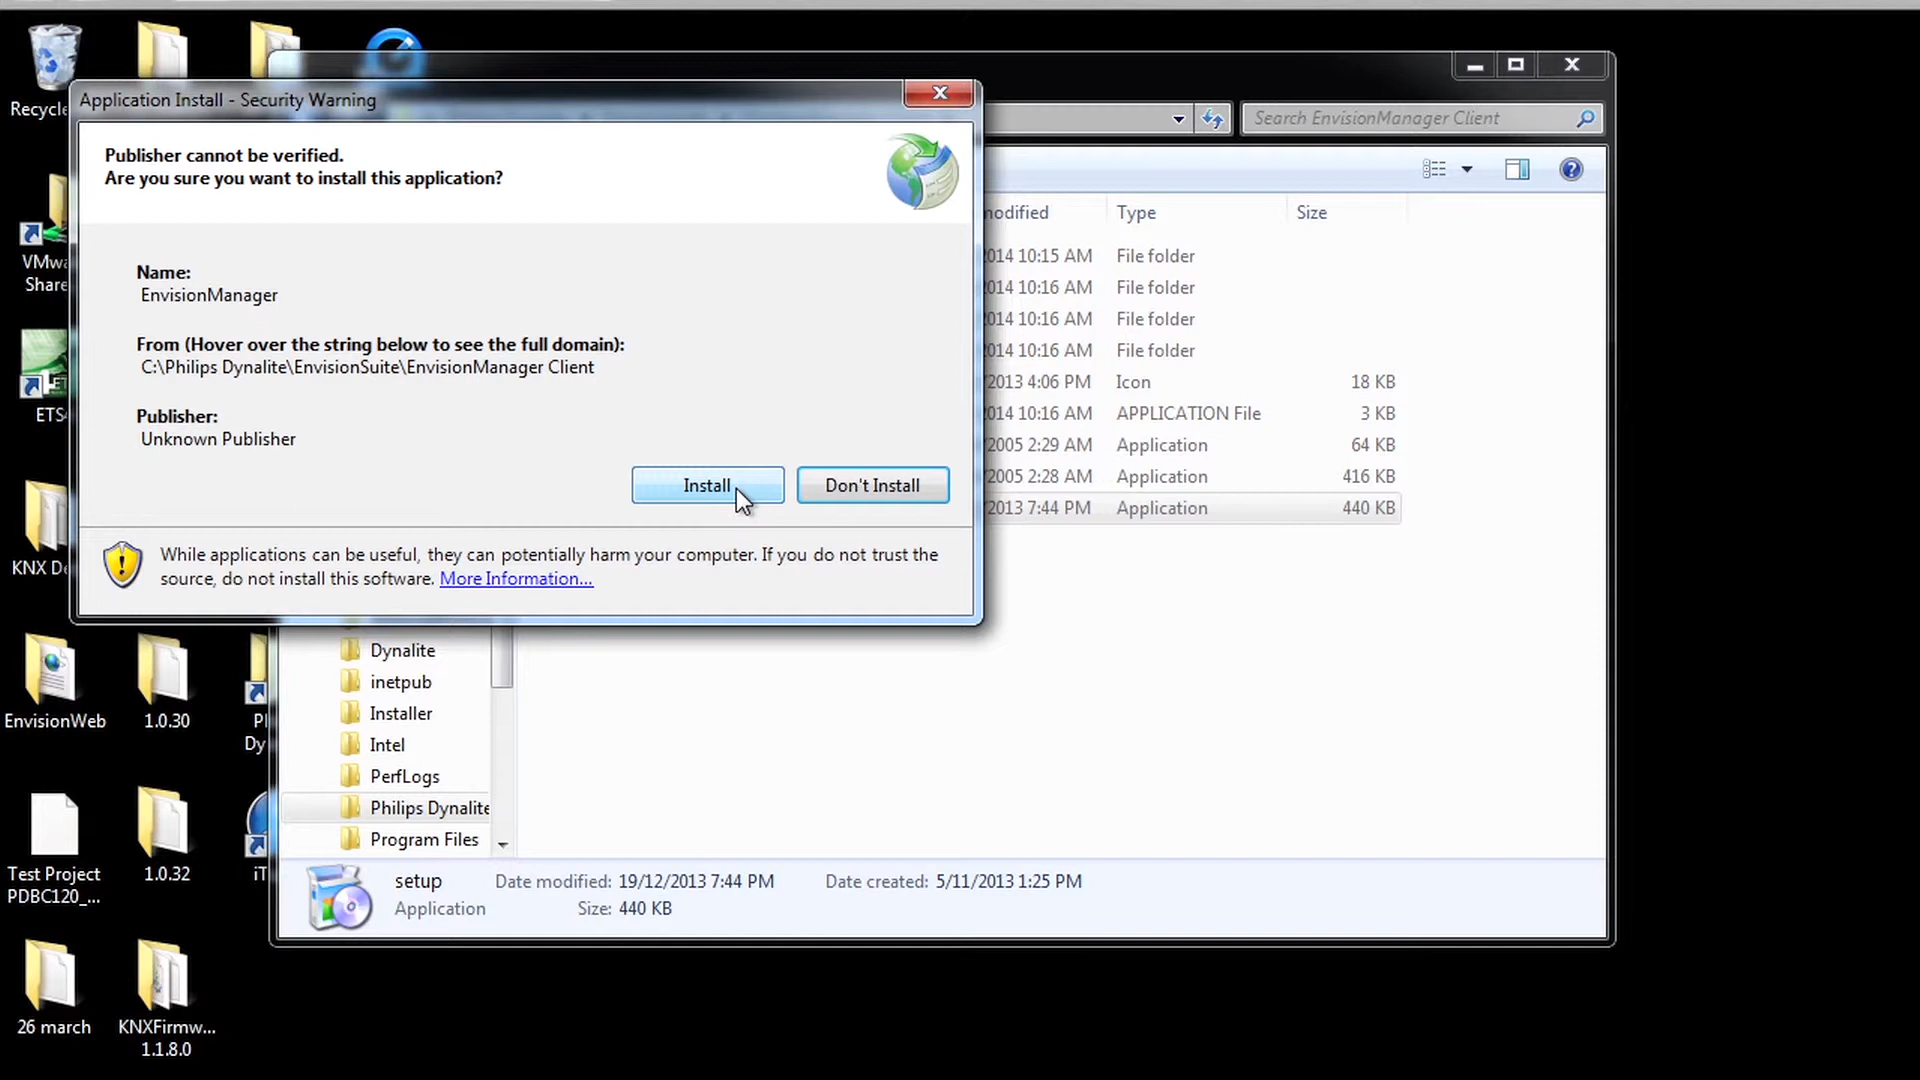 Recycle
Application Install - Security Warning
Publisher cannot be verified.
Are you sure you want to install this application?
Name:
EnvisionManager
From (Hover over the string below to see the full domain):
C:\Philips Dynalite\EnvisionSuite\EnvisionManager Client
Publisher:
Unknown Publisher
Install
Don't Install
While applications can be useful, they can potentially harm your computer. If you do not trust the
source, do not install this software. More Information...
Search EnvisionManager Client
modified Type Size
2014 10:15 AM File folder
2014 10:16 AM File folder
2014 10:16 AM File folder
2014 10:16 AM File folder
/2013 4:06 PM Icon 18 KB
2014 10:16 AM APPLICATION File 3 KB
/2005 2:29 AM Application 64 KB
/2005 2:28 AM Application 416 KB
/2013 7:44 PM Application 440 KB
VMwa
Share
ETS4
KNX De
Dynalite
inetpub
Installer
Intel
PerfLogs
Philips Dynalite
Program Files
setup
Application
Date modified: 19/12/2013 7:44 PM
Size: 440 KB
Date created: 5/11/2013 1:25 PM
EnvisionWeb
1.0.30
Pl
Dy
Test Project
PDBC120_...
1.0.32
iT
26 march
KNXFirmw...
1.1.8.0